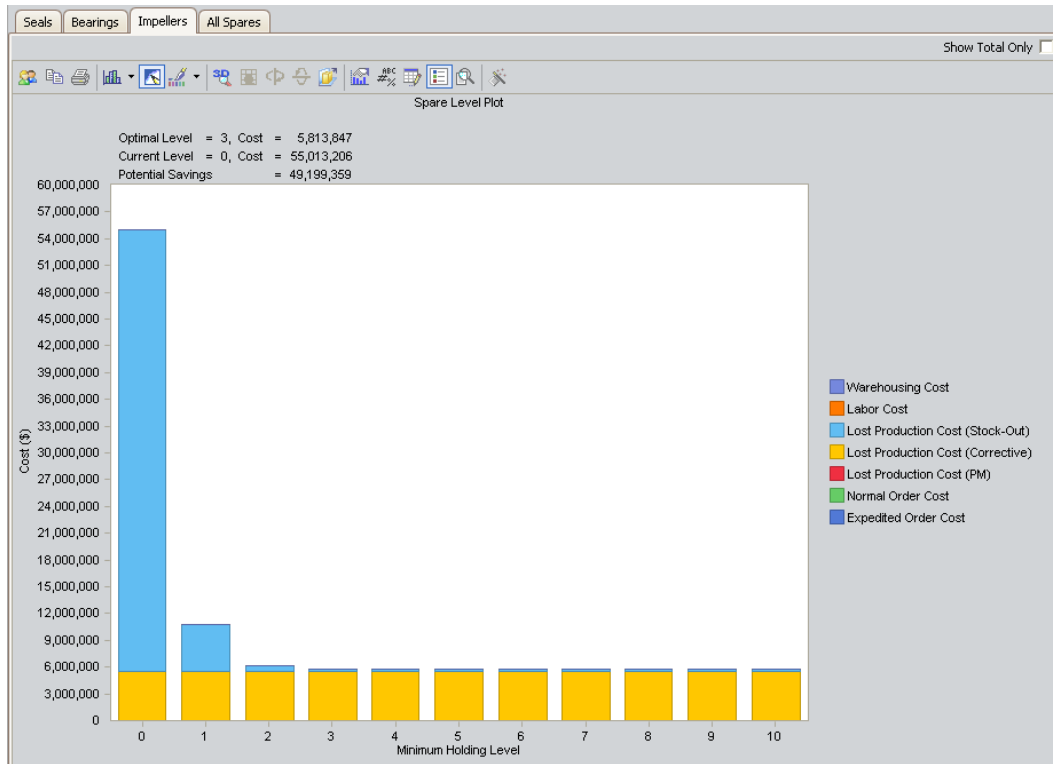 Seals Bearings Impellers All Spares
Show Total Only
3D ABC #%
Spare Level Plot
Optimal Level = 3, Cost = 5,813,847
Current Level = 0, Cost = 55,013,206
Potential Savings = 49,199,359
60,000,000
57,000,000
54,000,000
51,000,000
48,000,000
45,000,000
42,000,000
39,000,000
36,000,000
33,000,000
30,000,000
27,000,000
24,000,000
21,000,000
18,000,000
15,000,000
12,000,000
9,000,000
6,000,000
3,000,000
0
Cost ($)
0 1 2 3 4 5 6 7 8 9 10
Minimum Holding Level
Warehousing Cost
Labor Cost
Lost Production Cost (Stock-Out)
Lost Production Cost (Corrective)
Lost Production Cost (PM)
Normal Order Cost
Expedited Order Cost